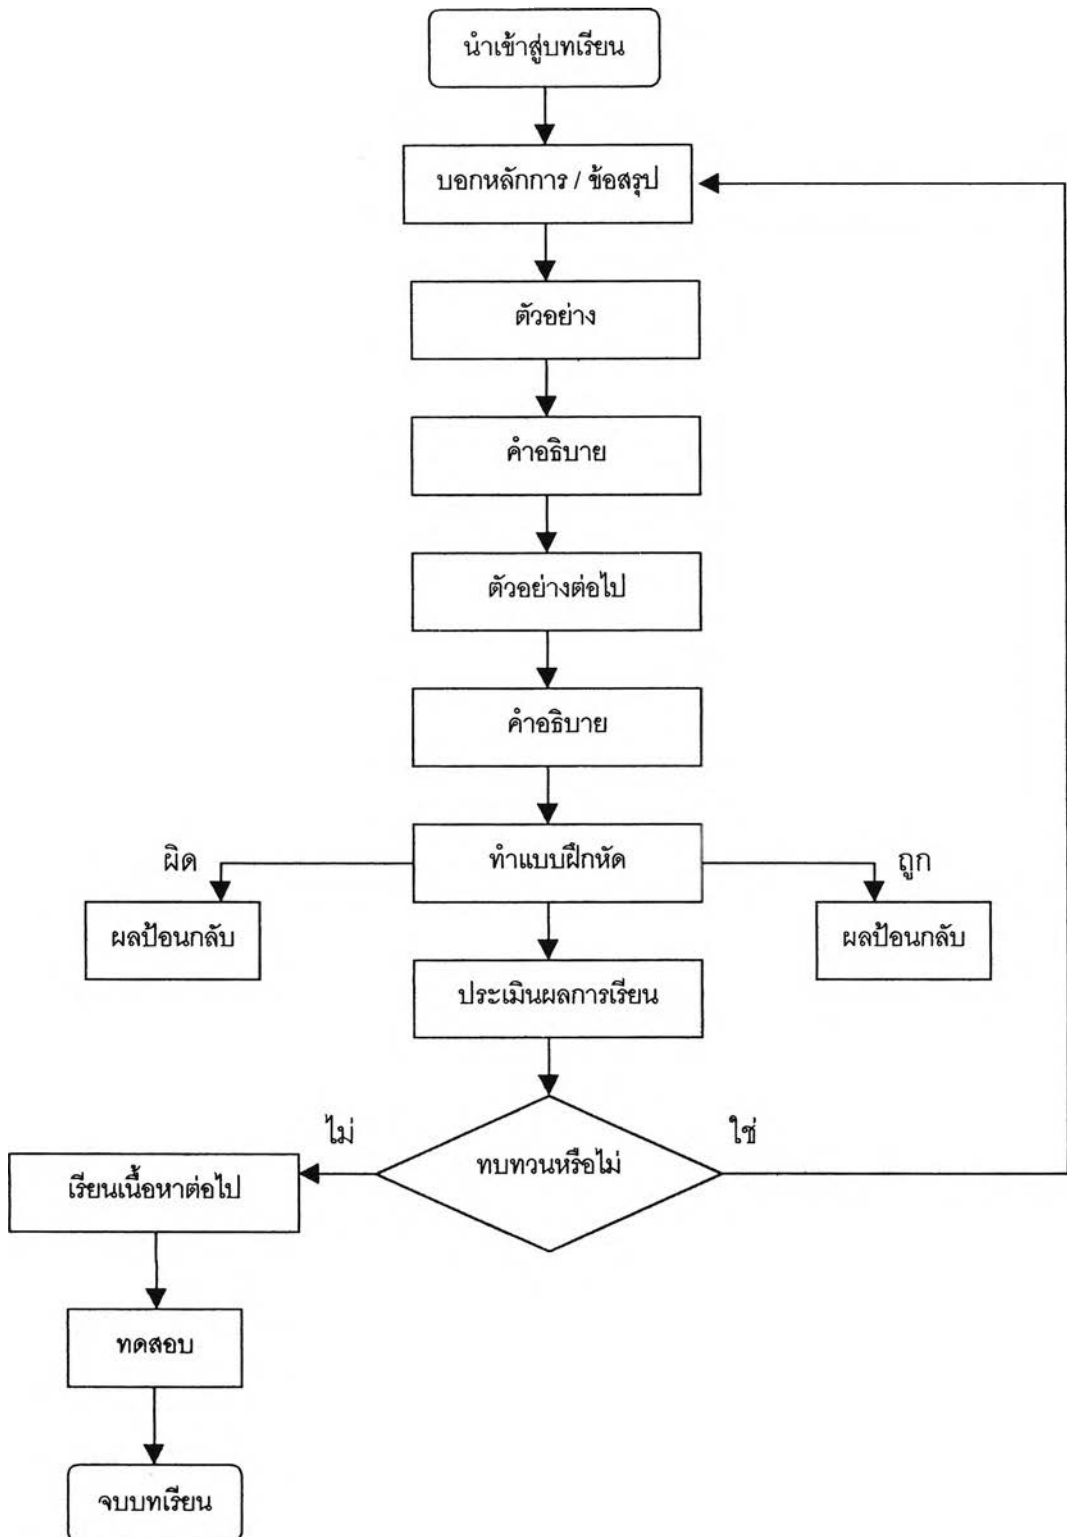 นำเข้าสู่บทเรียน
บอกหลักการ / ข้อสรุป
ตัวอย่าง
คำอธิบาย
ตัวอย่างต่อไป
คำอธิบาย
ผิด
ทำแบบฝึกหัด
ถูก
ผลป้อนกลับ
ผลป้อนกลับ
ประเมินผลการเรียน
ไม่
ใช่
ทบทวนหรือไม่
เรียนเนื้อหาต่อไป
ทดสอบ
จบบทเรียน